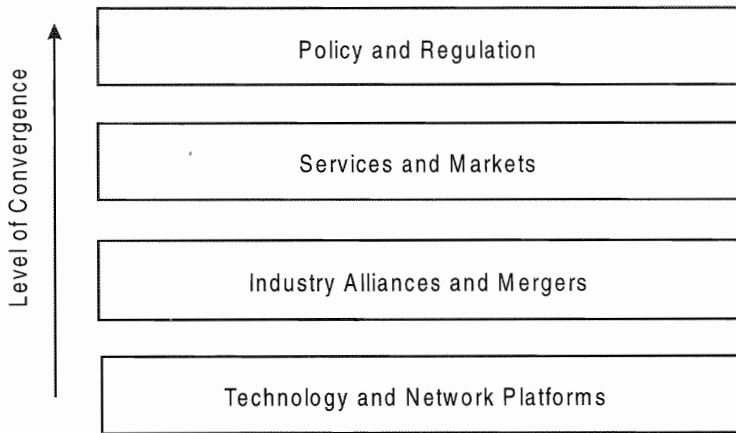 Level of Convergence
Policy and Regulation
Services and Markets
Industry Alliances and Mergers
Technology and Network Platforms